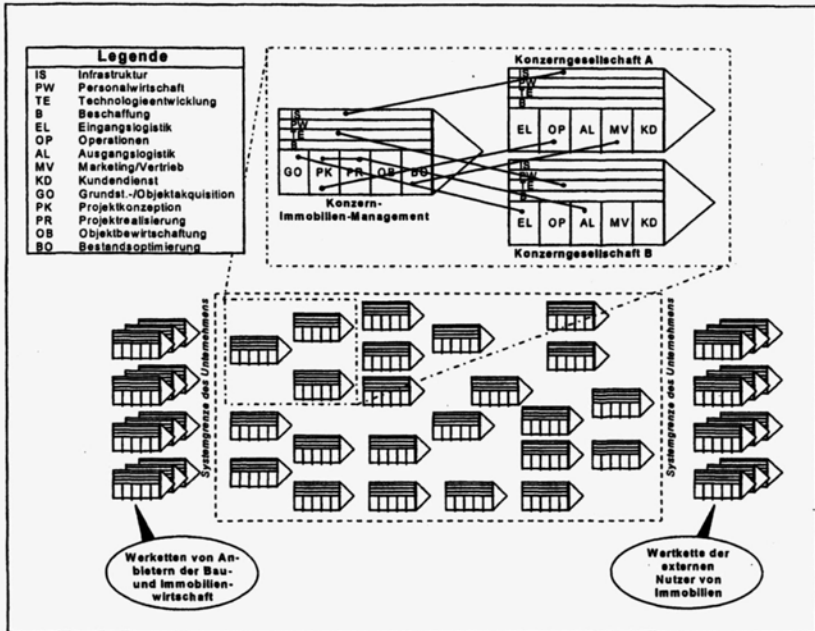 Legende
IS Infrastruktur
PW Personalwirtschaft
TE Technologieentwicklung
B Beschaffung
EL Eingangslogistik
OP Operationen
AL Ausgangslogistik
MV Marketing/Vertrieb
KD Kundendienst
GO Grundst.-/Objektakquisition
PK Projektkonzeption
PR Projektrealisierung
OB Objektbewirtschaftung
BO Bestandsoptimierung
Konzerngesellschaft A
IS
PW
TE
B
EL OP AL MV KD
IS
PW
TE
B
GO PK PR OB BO
Konzern-
Immobilien-Management
IS
PW
TE
B
EL OP AL MV KD
Konzerngesellschaft B
Systemgrenze des Unternehmens
Systemgrenze des Unternehmens
Werketten von An-
bietern der Bau-
und Immobilien-
wirtschaft
Wertkette der
externen
Nutzer von
Immobilien